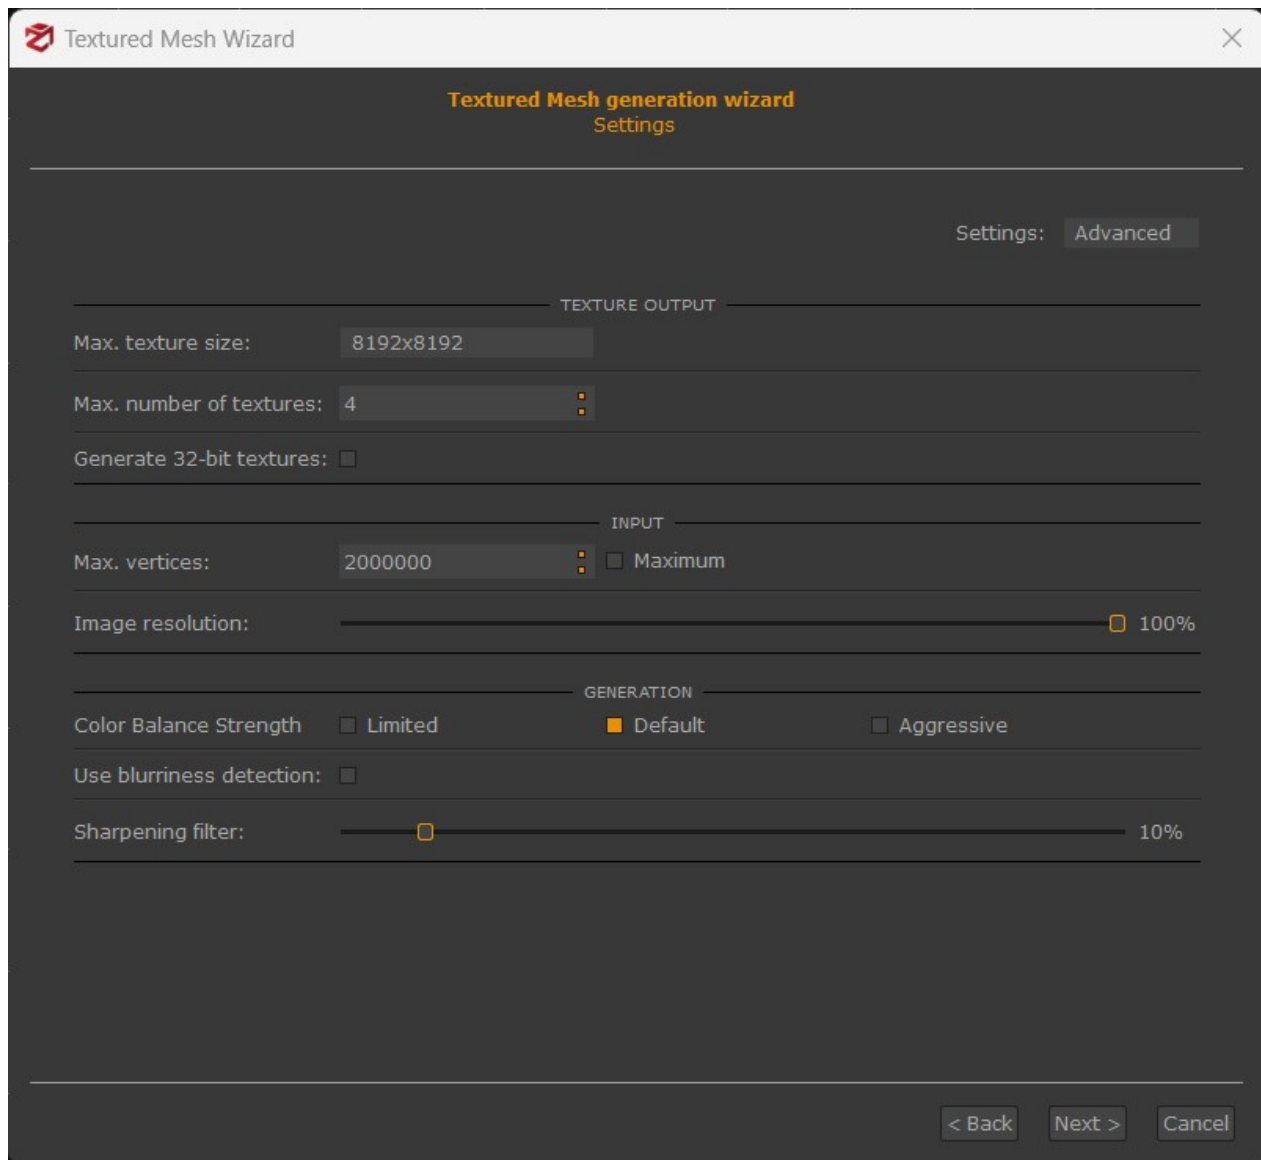 Textured Mesh Wizard
Textured Mesh generation wizard
Settings
Settings: Advanced
TEXTURE OUTPUT
Max. texture size: 8192x8192
Max. number of textures: 4
Generate 32-bit textures:
INPUT
Max. vertices: 2000000 Maximum
Image resolution: 100%
GENERATION
Color Balance Strength Limited Default Aggressive
Use blurriness detection:
Sharpening filter: 10%
< Back Next > Cancel